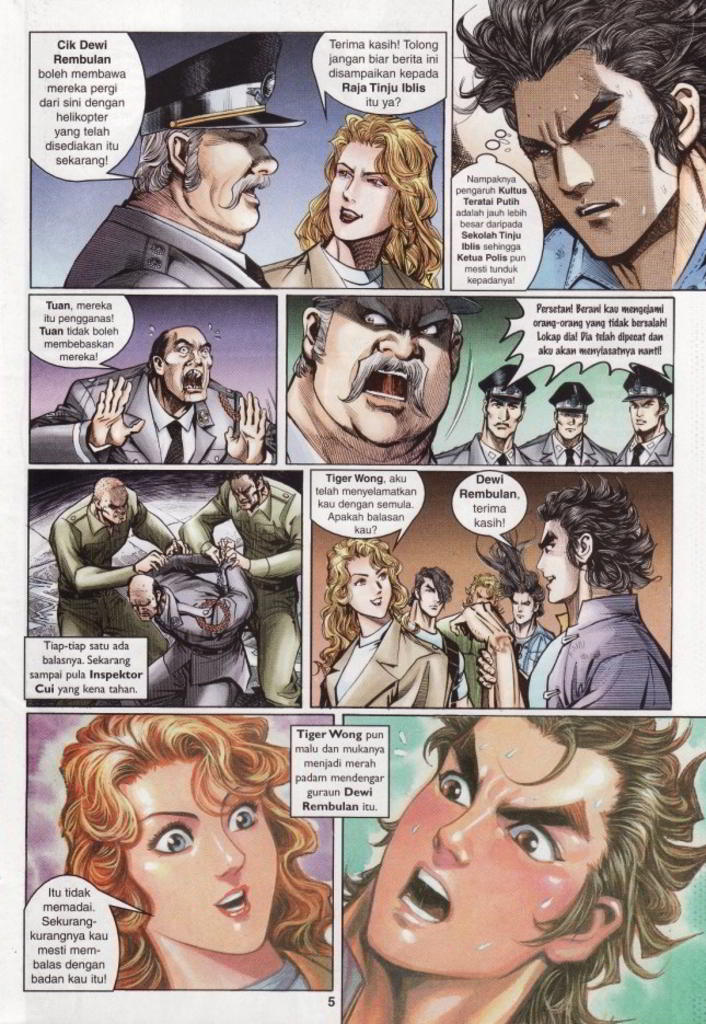 Cik Dewi
Rembulan
boleh membawa
mereka pergi
dari sini dengan
helikopter
yang telah
disediakan itu
sekarang!
Terima kasih! Tolong
jangan biar berita ini
disampaikan kepada
Raja Tinju Iblis
itu ya?
Nampaknya
pengaruh Kultus
Teratai Putih
adalah jauh lebih
besar daripada
Sekolah Tinju
Iblis sehingga
Ketua Polis pun
mesti tunduk
kepadanya!
Tuan, mereka
itu pengganas!
Tuan tidak boleh
membebaskan
mereka!
Persetan! Berani kau mengejami
orang-orang yang tidak bersalah!
Lokap dia! Dia akan dipecat dan
aku akan menyiasatnya nanti!
Tiap-tiap satu ada
balasnya. Sekarang
sampai pula Inspektor
Cui yang kena tahan.
Tiger Wong, aku
telah menyelamatkan
kau dengan semula.
Apakah balasan
kau?
Dewi
Rembulan,
terima
kasih!
Itu tidak
memadai.
Sekurang-
kurangnya kau
mesti mem-
balas dengan
badan kau itu!
Tiger Wong pun
malu dan mukanya
menjadi merah
padam mendengar
guraun Dewi
Rembulan itu.
5